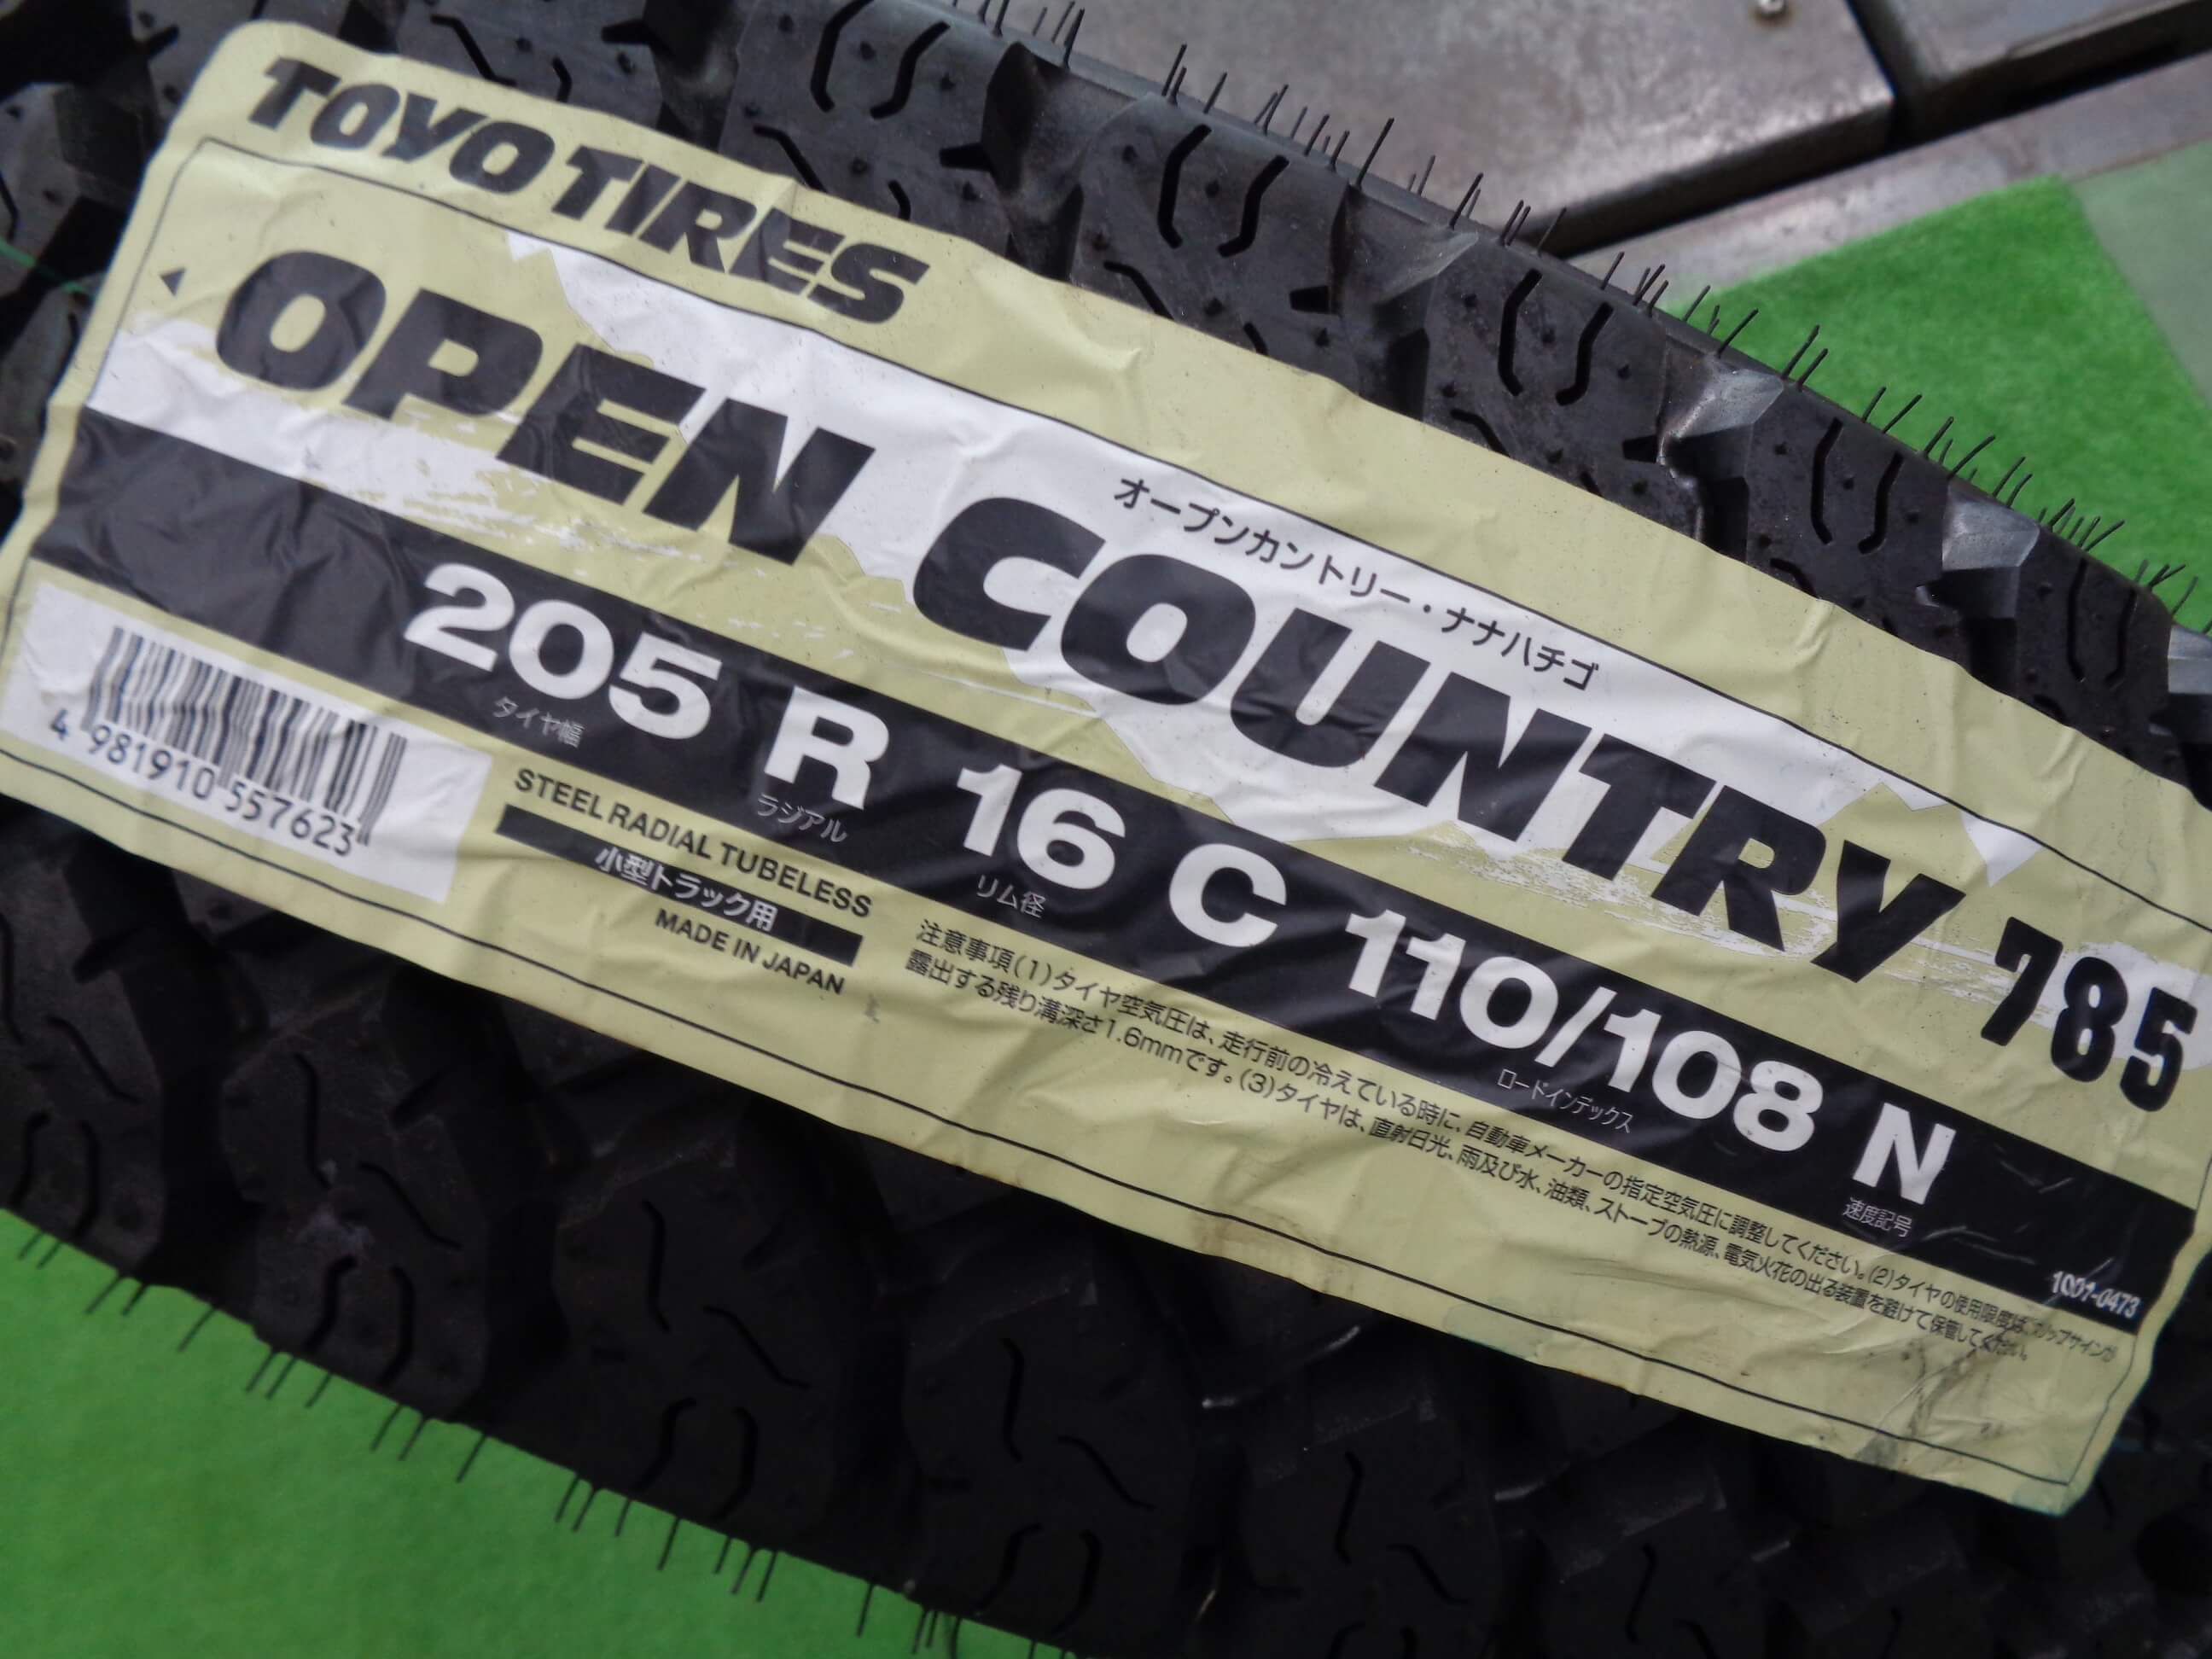 TOYO TIRES
オープンカントリー・ナナハチゴ
OPEN COUNTRY 785
205 R 16 C 110/108 N
タイヤ幅 ラジアル リム径 ロードインデックス 速度記号
1001-0473
4 981910 557623
STEEL RADIAL TUBELESS
小型トラック用
MADE IN JAPAN
注意事項(1)タイヤ空気圧は、走行前の冷えている時に、自動車メーカーの指定空気圧に調整してください。(2)タイヤの使用限度は、
露出する残り溝深さ1.6mmです。(3)タイヤは、直射日光、雨及び水、油類、ストーブの熱源、電気火花の出る装置を避けて保管してください。